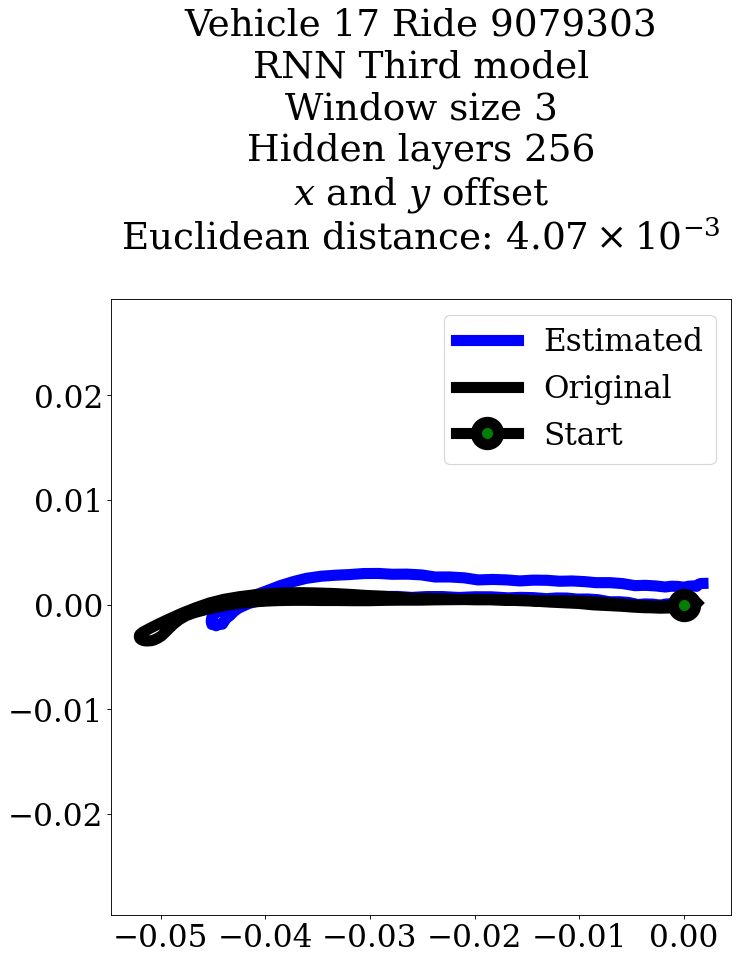 Vehicle 17 Ride 9079303
RNN Third model
Window size 3
Hidden layers 256
x and y offset
Euclidean distance: 4.07 × 10⁻³
Estimated
Original
Start
0.02
0.01
0.00
−0.01
−0.02
−0.05 −0.04 −0.03 −0.02 −0.01 0.00